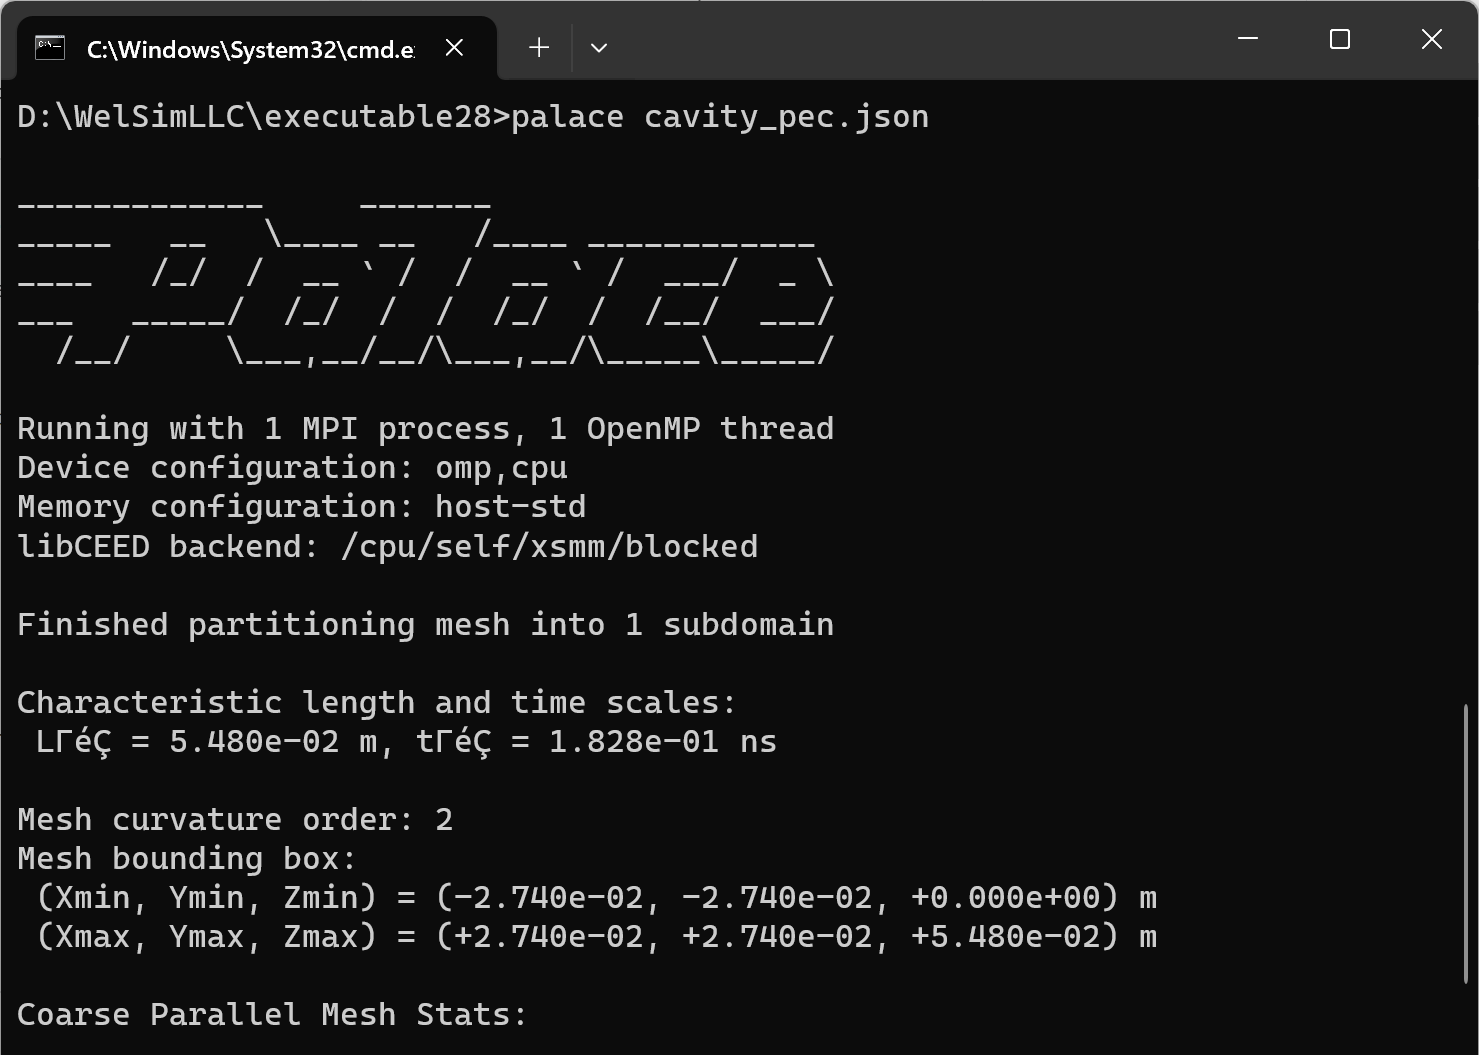 C:\Windows\System32\cmd.e
D:\WelSimLLC\executable28>palace cavity_pec.json
_____________     _______
_____   __   \____ __   /____ ____________
____   /_/  /  __ ` /  /  __ ` /  ___/  _ \
___   _____/  /_/  /  /  /_/  /  /__/  ___/
  /__/     \___,__/__/\___,__/\_____\_____/
Running with 1 MPI process, 1 OpenMP thread
Device configuration: omp,cpu
Memory configuration: host-std
libCEED backend: /cpu/self/xsmm/blocked
Finished partitioning mesh into 1 subdomain
Characteristic length and time scales:
LΓéÇ = 5.480e-02 m, tΓéÇ = 1.828e-01 ns
Mesh curvature order: 2
Mesh bounding box:
(Xmin, Ymin, Zmin) = (-2.740e-02, -2.740e-02, +0.000e+00) m
(Xmax, Ymax, Zmax) = (+2.740e-02, +2.740e-02, +5.480e-02) m
Coarse Parallel Mesh Stats: